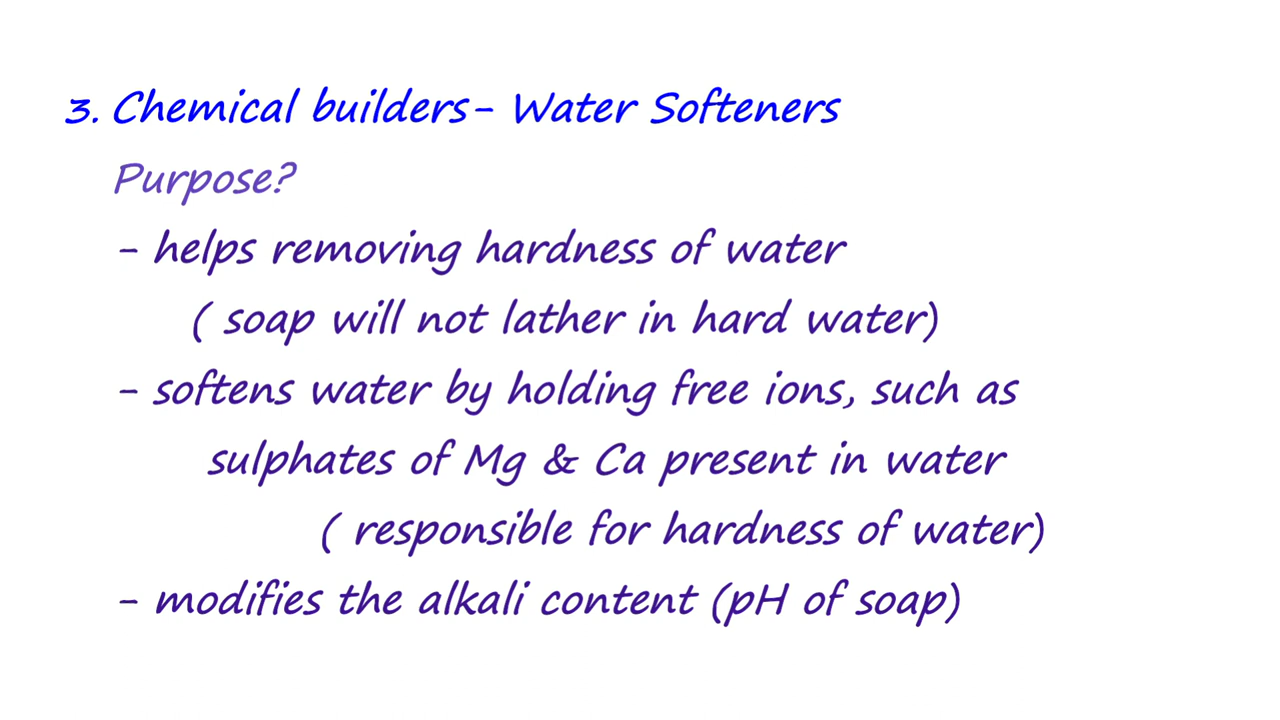 3. Chemical builders- Water Softeners
Purpose?
- helps removing hardness of water
( soap will not lather in hard water)
- softens water by holding free ions, such as
sulphates of Mg & Ca present in water
( responsible for hardness of water)
- modifies the alkali content (pH of soap)